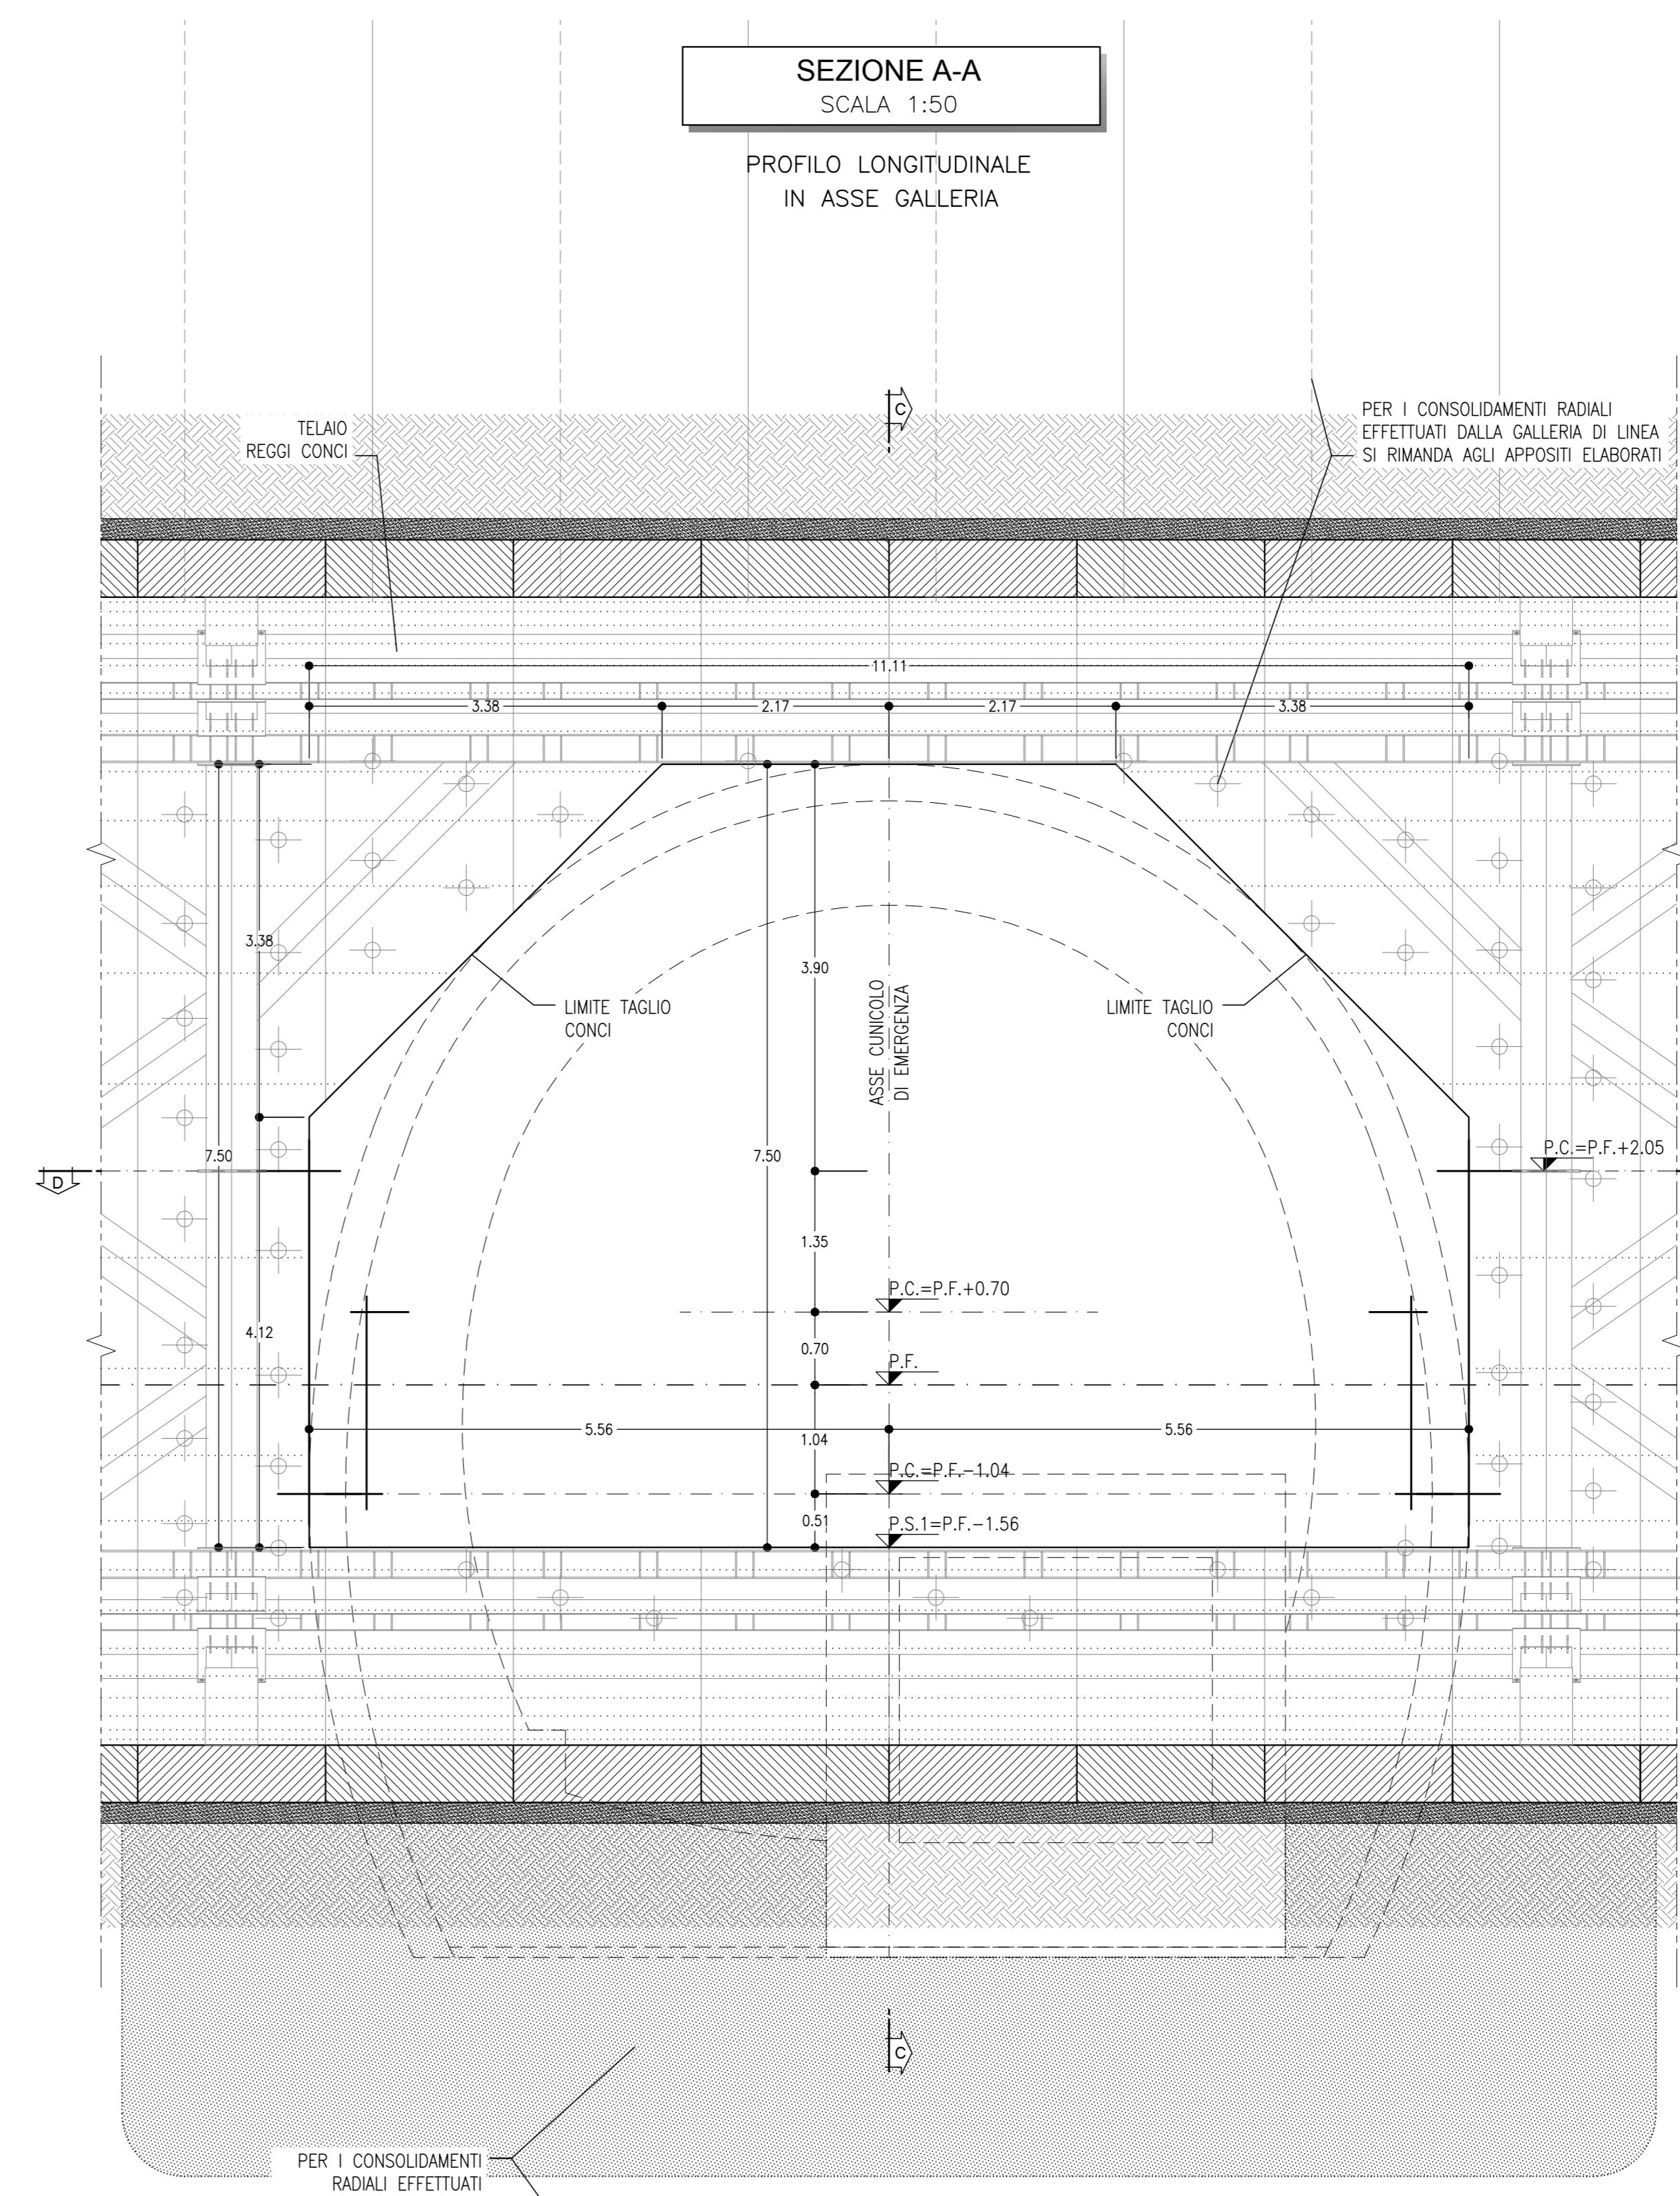 SEZIONE A-A
SCALA 1:50
PROFILO LONGITUDINALE
IN ASSE GALLERIA
C
TELAIO
REGGI CONCI
PER I CONSOLIDAMENTI RADIALI
EFFETTUATI DALLA GALLERIA DI LINEA
SI RIMANDA AGLI APPOSITI ELABORATI
11.11
3.38
2.17
2.17
3.38
3.38
3.90
LIMITE TAGLIO
CONCI
ASSE CUNICOLO
DI EMERGENZA
LIMITE TAGLIO
CONCI
7.50
7.50
P.C.=P.F.+2.05
D
1.35
P.C.=P.F.+0.70
4.12
0.70
P.F.
5.56
1.04
5.56
P.C.=P.F.-1.04
0.51
P.S.1=P.F.-1.56
C
PER I CONSOLIDAMENTI
RADIALI EFFETTUATI